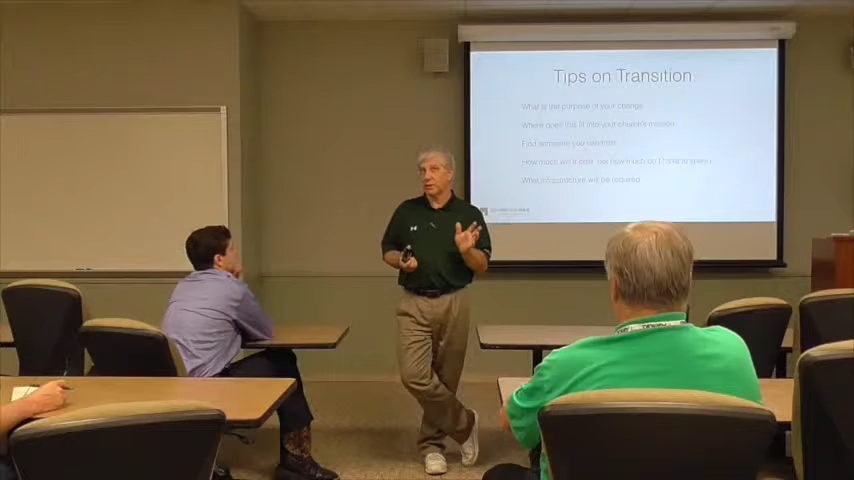 Tips on Transition
What is the purpose of your change
Where does this fit into your church's mission
Find someone you can trust
How much will it cost, not how much do I have to spend
What infrastructure will be required